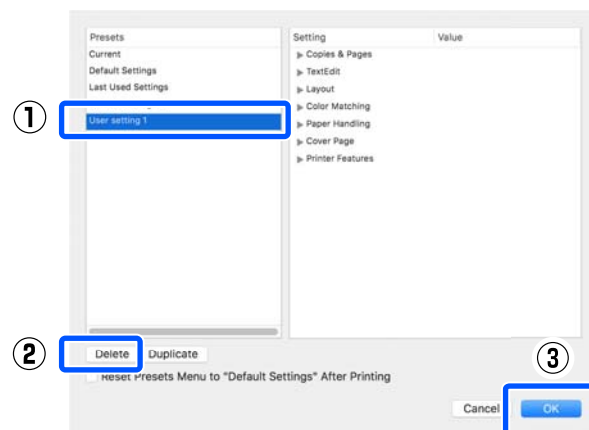 Presets
Current
Default Settings
Last Used Settings
User setting 1
Setting Value
Copies & Pages
TextEdit
Layout
Color Matching
Paper Handling
Cover Page
Printer Features
①
②
Delete Duplicate
③
Reset Presets Menu to "Default Settings" After Printing
Cancel OK